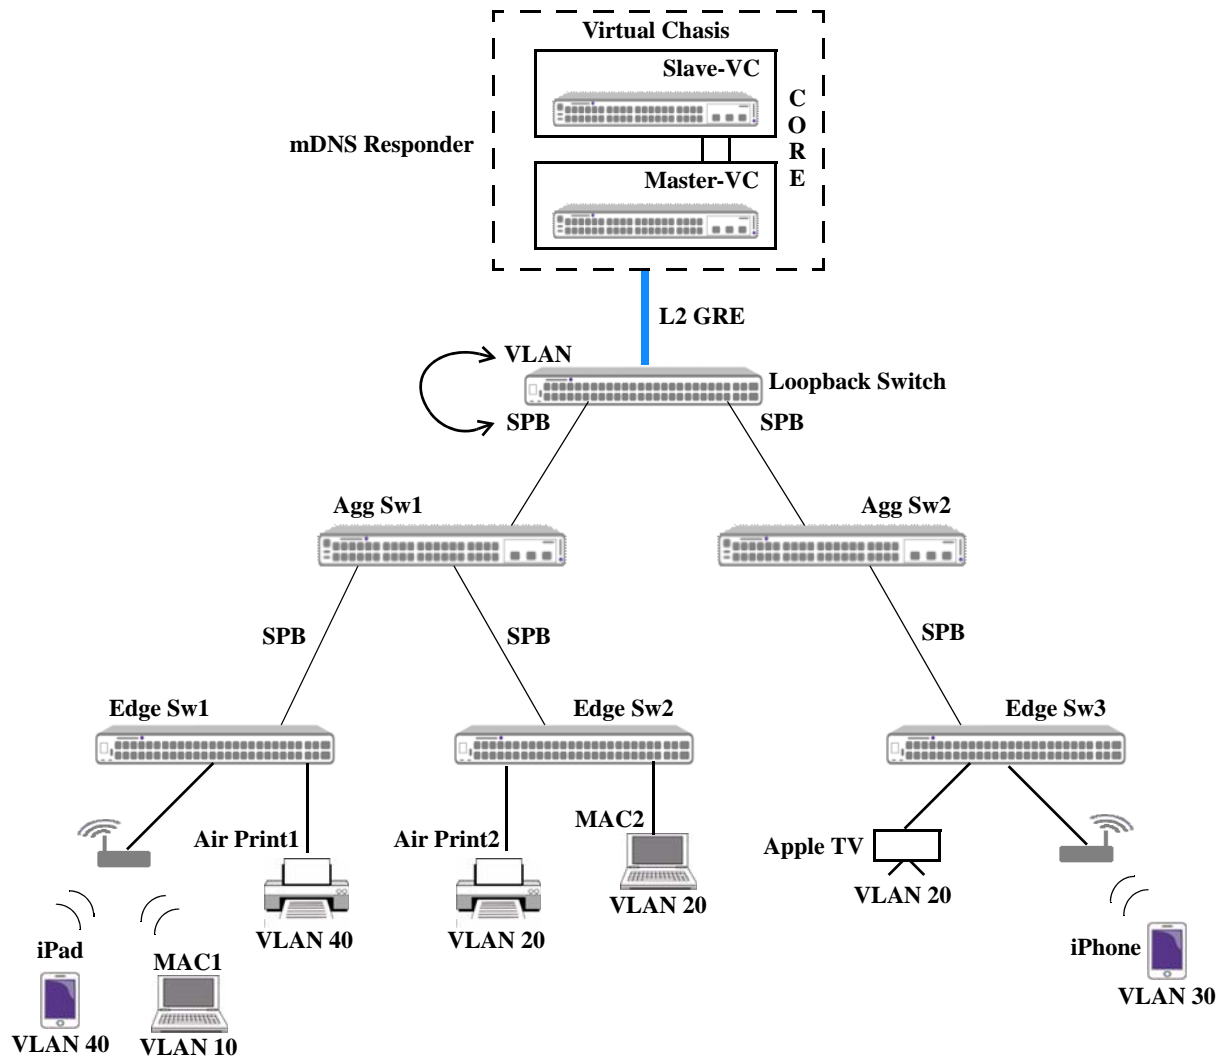 Virtual Chasis
Slave-VC
CORE
mDNS Responder
Master-VC
L2 GRE
VLAN
Loopback Switch
SPB
SPB
Agg Sw1
Agg Sw2
SPB
SPB
SPB
Edge Sw1
Edge Sw2
Edge Sw3
Air Print1
Air Print2
MAC2
Apple TV
VLAN 20
VLAN 20
VLAN 40
VLAN 20
iPad
MAC1
iPhone
VLAN 30
VLAN 40
VLAN 10